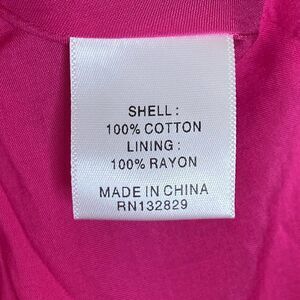 SHELL :
100% COTTON
LINING :
100% RAYON
MADE IN CHINA
RN132829